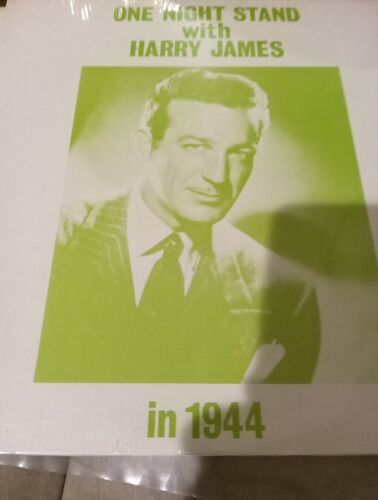 ONE NIGHT STAND
with
HARRY JAMES
in 1944